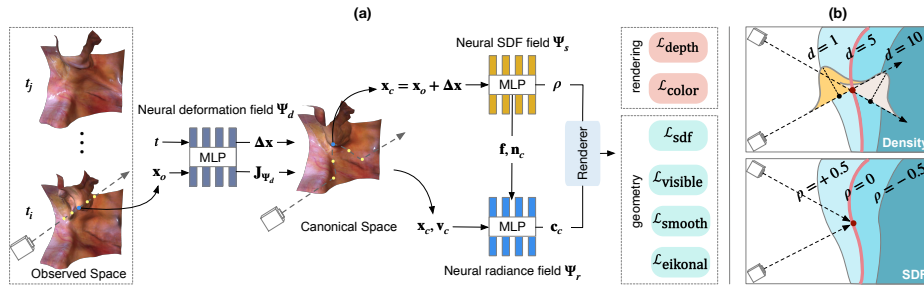 (a)
t_j
t_i
Observed Space
Neural deformation field Ψ_d
t
x_o
MLP
Δx
J_Ψ_d
Canonical Space
x_c = x_o + Δx
x_c, v_c
Neural SDF field Ψ_s
MLP
ρ
f, n_c
MLP
c_c
Neural radiance field Ψ_r
Renderer
rendering
ℒ_depth
ℒ_color
geometry
ℒ_sdf
ℒ_visible
ℒ_smooth
ℒ_eikonal
(b)
d = 1
d = 5
d = 10
Density
ρ = +0.5
ρ = 0
ρ = −0.5
SDF